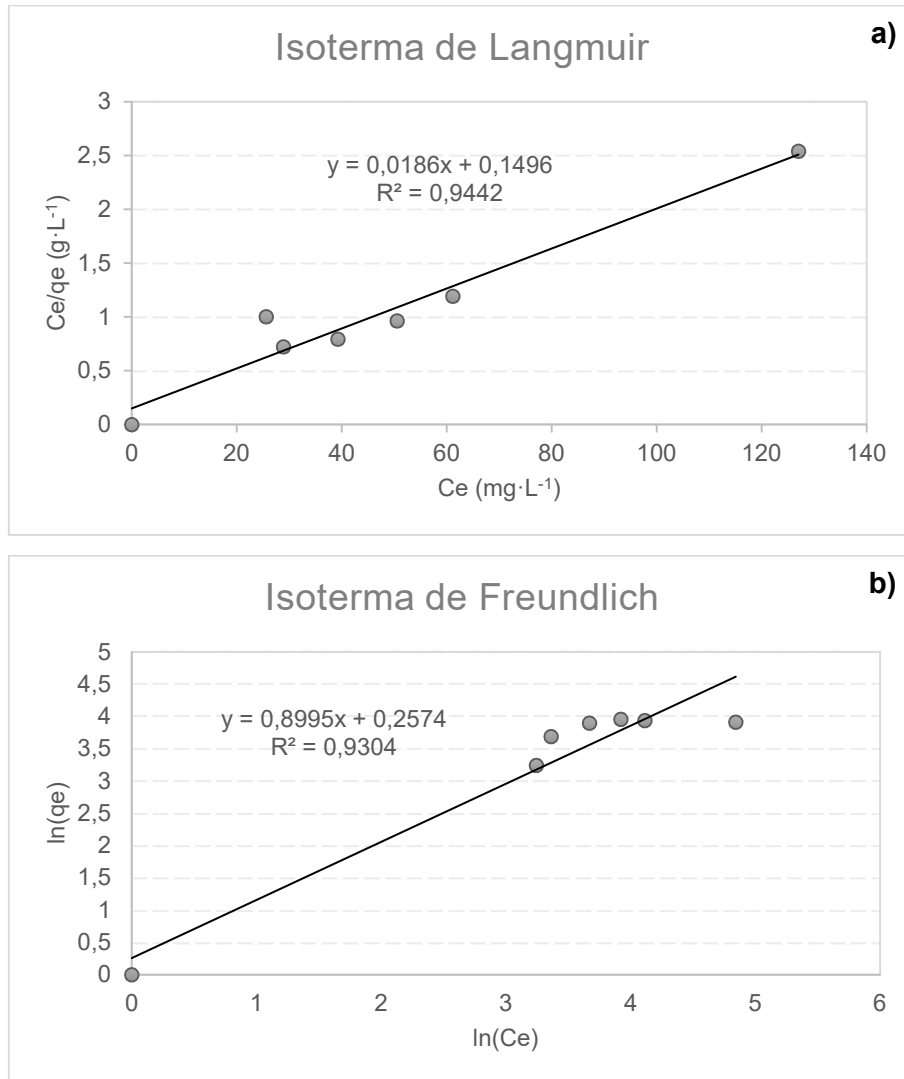 Isoterma de Langmuir
a)
3
2,5
2
1,5
1
0,5
0
y = 0,0186x + 0,1496
R² = 0,9442
Ce/qe (g·L⁻¹)
0 20 40 60 80 100 120 140
Ce (mg·L⁻¹)
Isoterma de Freundlich
b)
5
4,5
4
3,5
3
2,5
2
1,5
1
0,5
0
y = 0,8995x + 0,2574
R² = 0,9304
ln(qe)
0 1 2 3 4 5 6
ln(Ce)